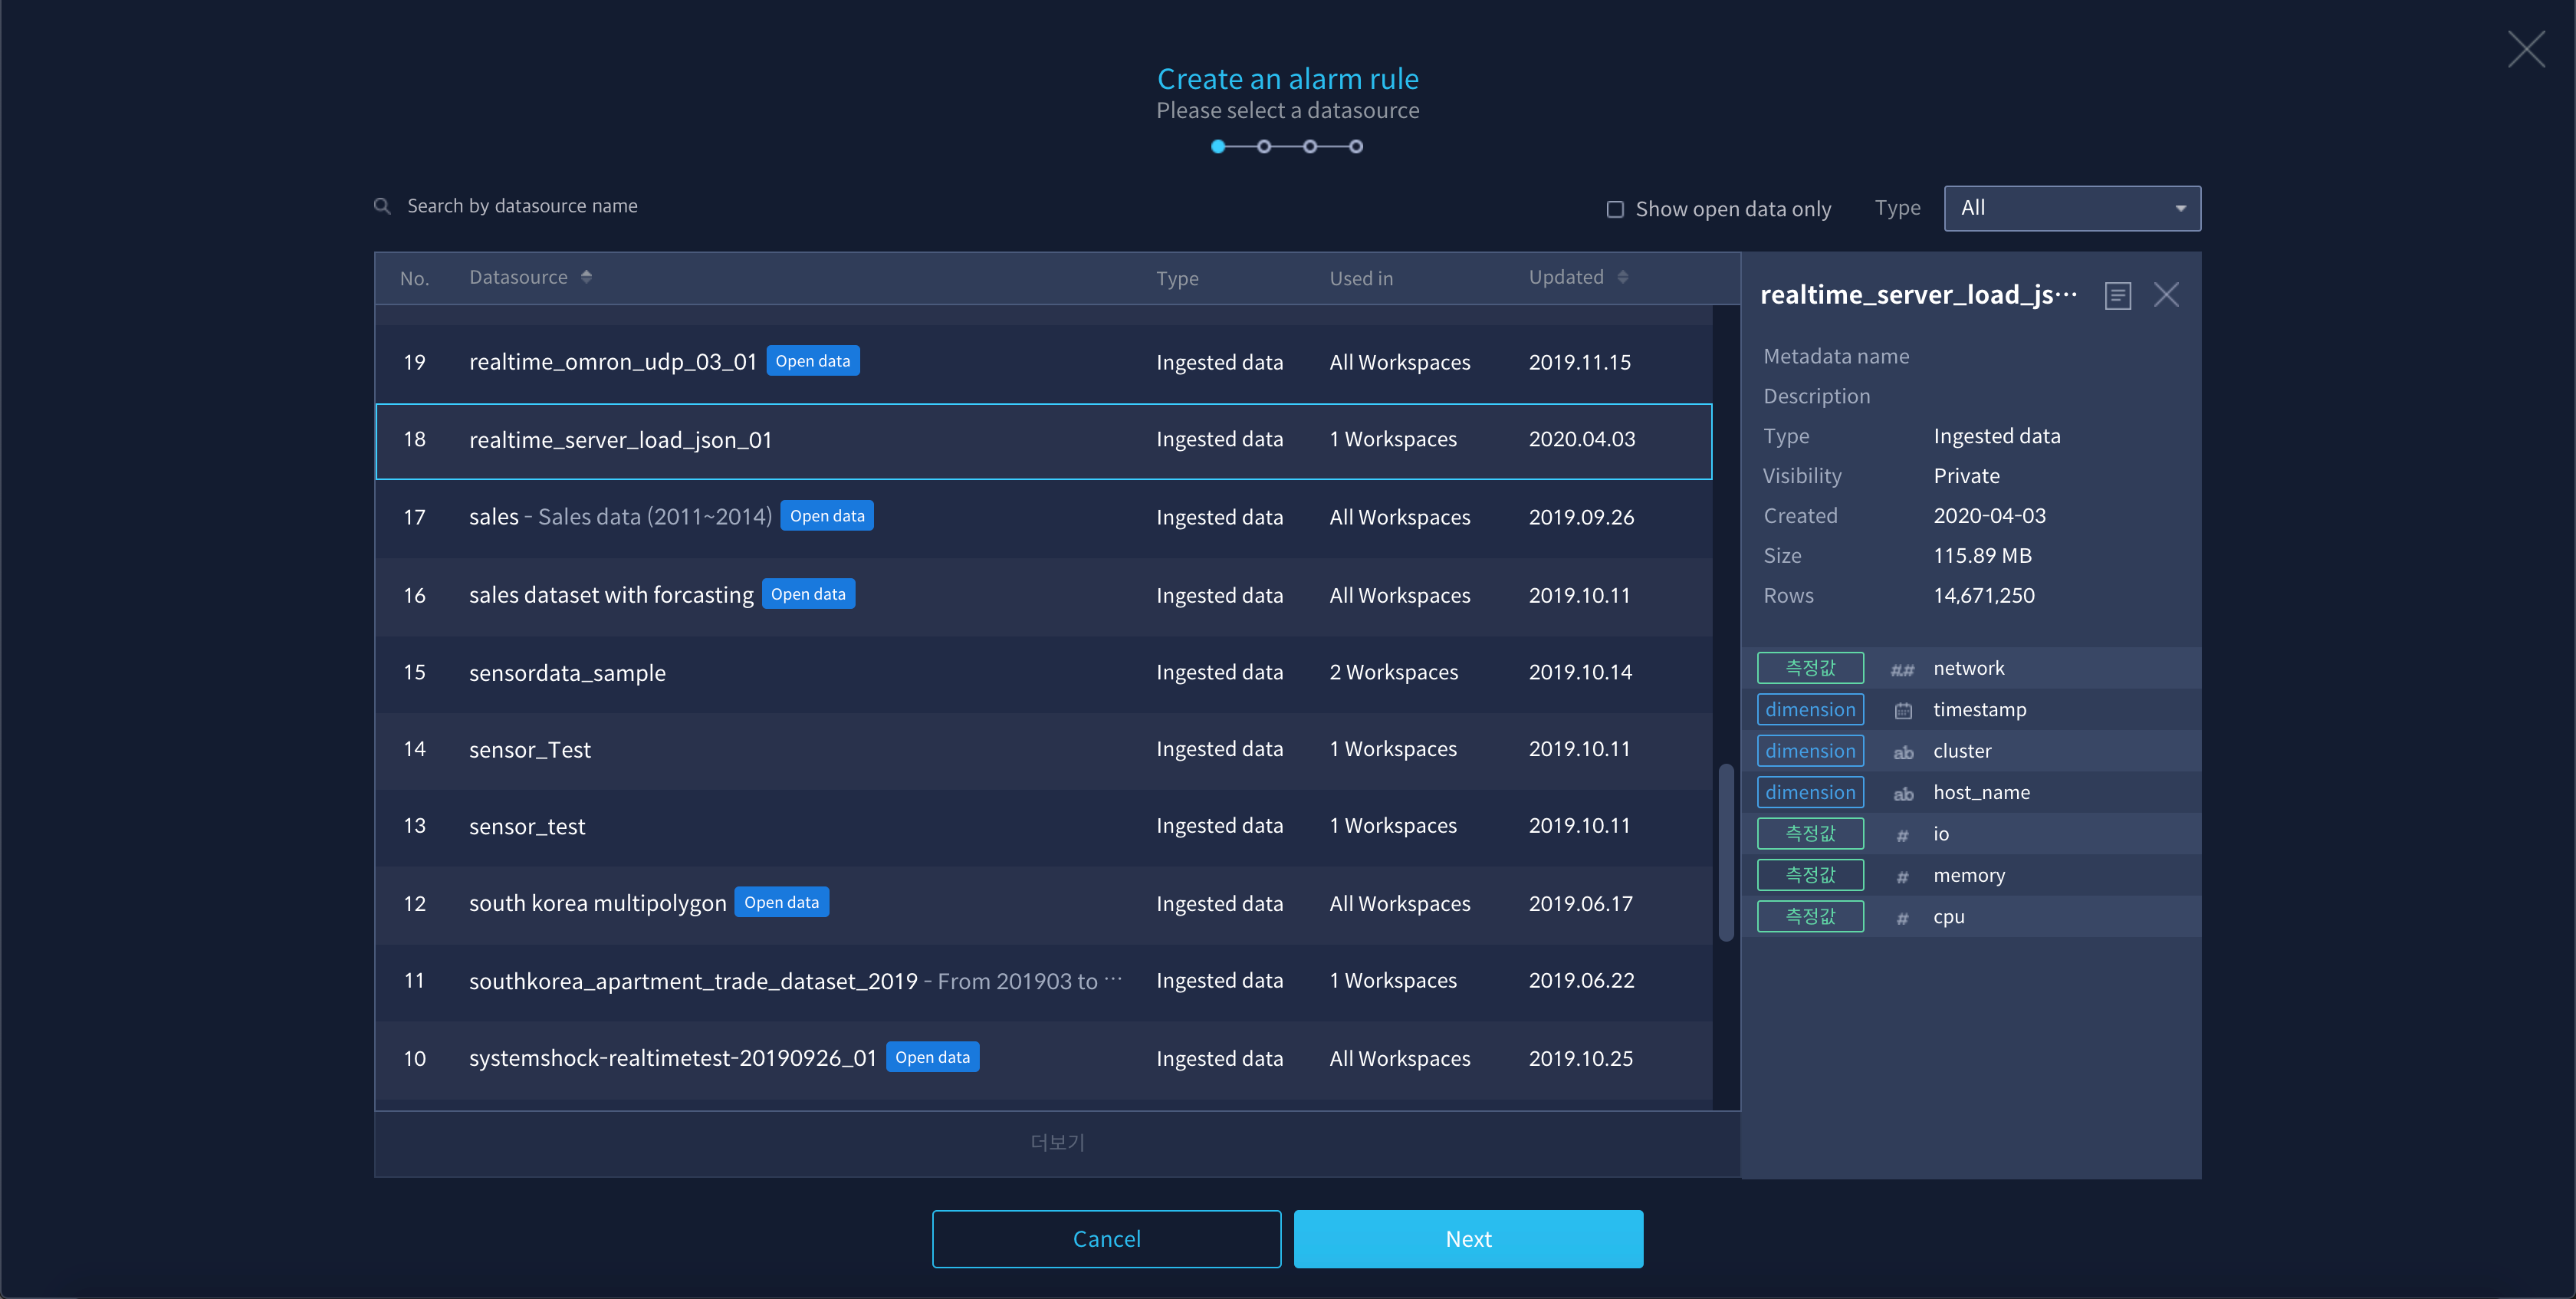 Create an alarm rule
Please select a datasource
Search by datasource name
Show open data only Type All
No. Datasource Type Used in Updated
19 realtime_omron_udp_03_01 Open data Ingested data All Workspaces 2019.11.15
18 realtime_server_load_json_01 Ingested data 1 Workspaces 2020.04.03
17 sales - Sales data (2011~2014) Open data Ingested data All Workspaces 2019.09.26
16 sales dataset with forcasting Open data Ingested data All Workspaces 2019.10.11
15 sensordata_sample Ingested data 2 Workspaces 2019.10.14
14 sensor_Test Ingested data 1 Workspaces 2019.10.11
13 sensor_test Ingested data 1 Workspaces 2019.10.11
12 south korea multipolygon Open data Ingested data All Workspaces 2019.06.17
11 southkorea_apartment_trade_dataset_2019 - From 201903 to ⋯ Ingested data 1 Workspaces 2019.06.22
10 systemshock-realtimetest-20190926_01 Open data Ingested data All Workspaces 2019.10.25
더보기
realtime_server_load_js⋯
Metadata name
Description
Type Ingested data
Visibility Private
Created 2020-04-03
Size 115.89 MB
Rows 14,671,250
측정값 ## network
dimension timestamp
dimension ab cluster
dimension ab host_name
측정값 # io
측정값 # memory
측정값 # cpu
Cancel Next